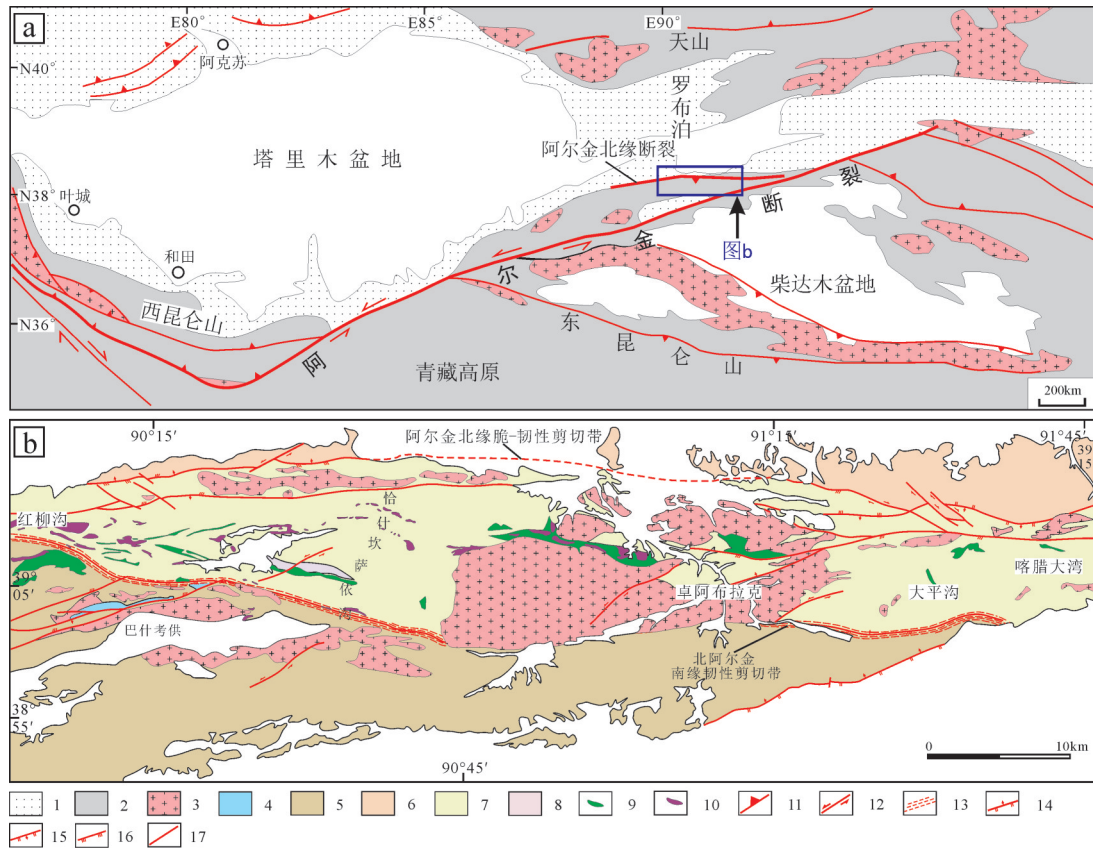 a
E80°
E85°
E90°
天山
阿克苏
N40°
罗布泊
塔里木盆地
阿尔金北缘断裂
N38°
叶城
图b
和田
柴达木盆地
阿尔金断裂
西昆仑山
东昆仑山
N36°
青藏高原
200km
b
90°15′
阿尔金北缘脆-韧性剪切带
91°15′
91°45′
39°
15′
恰什坎萨依
红柳沟
39°
05′
喀腊大湾
卓阿布拉克
大平沟
巴什考供
北阿尔金
南缘韧性剪切带
38°
55′
0
10km
90°45′
1 2 3 4 5 6 7 8 9 10 11 12 13 14
15 16 17